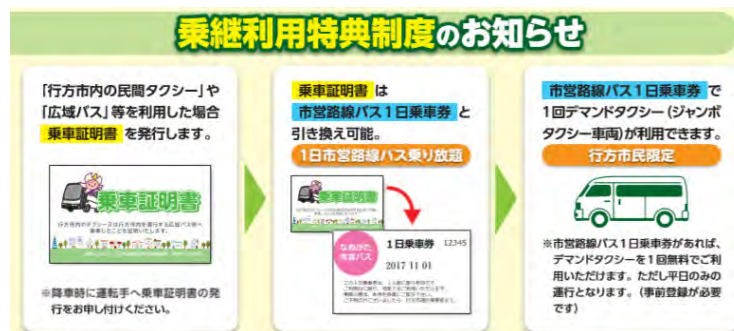 乗継利用特典制度のお知らせ
「行方市内の民間タクシー」や
「広域バス」等を利用した場合
乗車証明書 を発行します。
乗車証明書
※降車時に運転手へ乗車証明書の発
行をお申し付けください。
乗車証明書 は
市営路線バス1日乗車券 と
引き換え可能。
1日市営路線バス乗り放題
乗車証明書
なめがた
市営バス
1日乗車券 12345
2017 11 01
市営路線バス1日乗車券 で
1回デマンドタクシー(ジャンボ
タクシー車両)が利用できます。
行方市民限定
※市営路線バス1日乗車券があれば、
デマンドタクシーを1回無料でご利
用いただけます。ただし平日のみの
運行となります。(事前登録が必要
です)